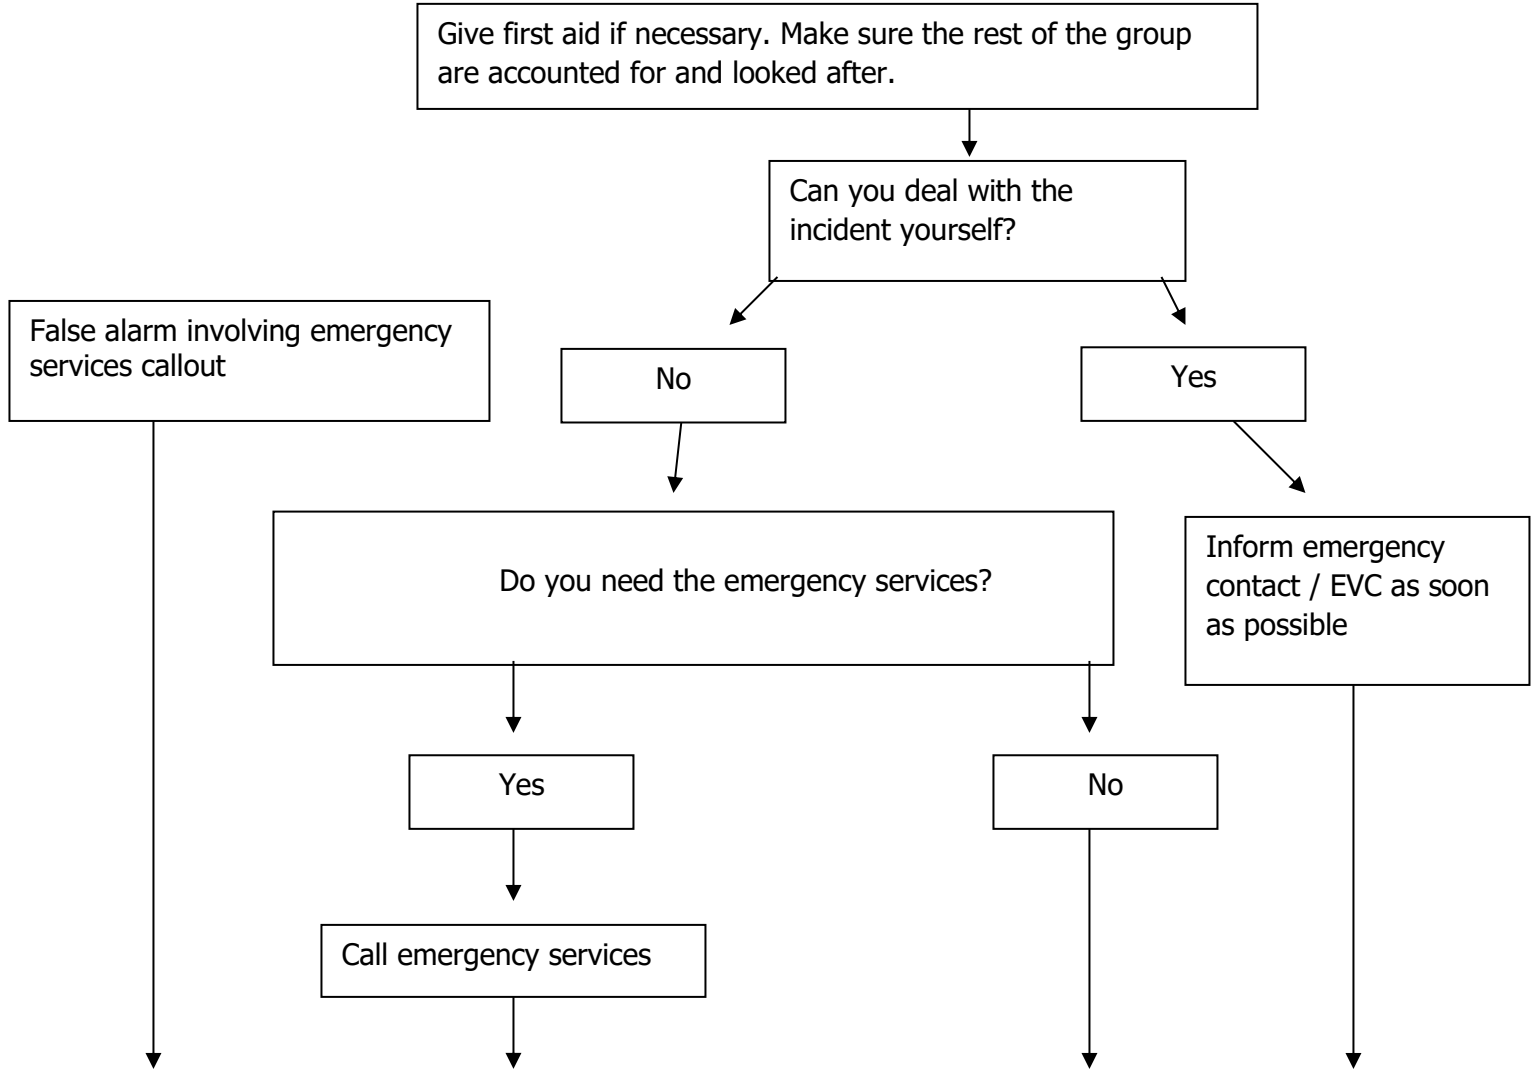 Give first aid if necessary. Make sure the rest of the group
are accounted for and looked after.
Can you deal with the
incident yourself?
False alarm involving emergency
services callout
No
Yes
Do you need the emergency services?
Inform emergency
contact / EVC as soon
as possible
Yes
No
Call emergency services